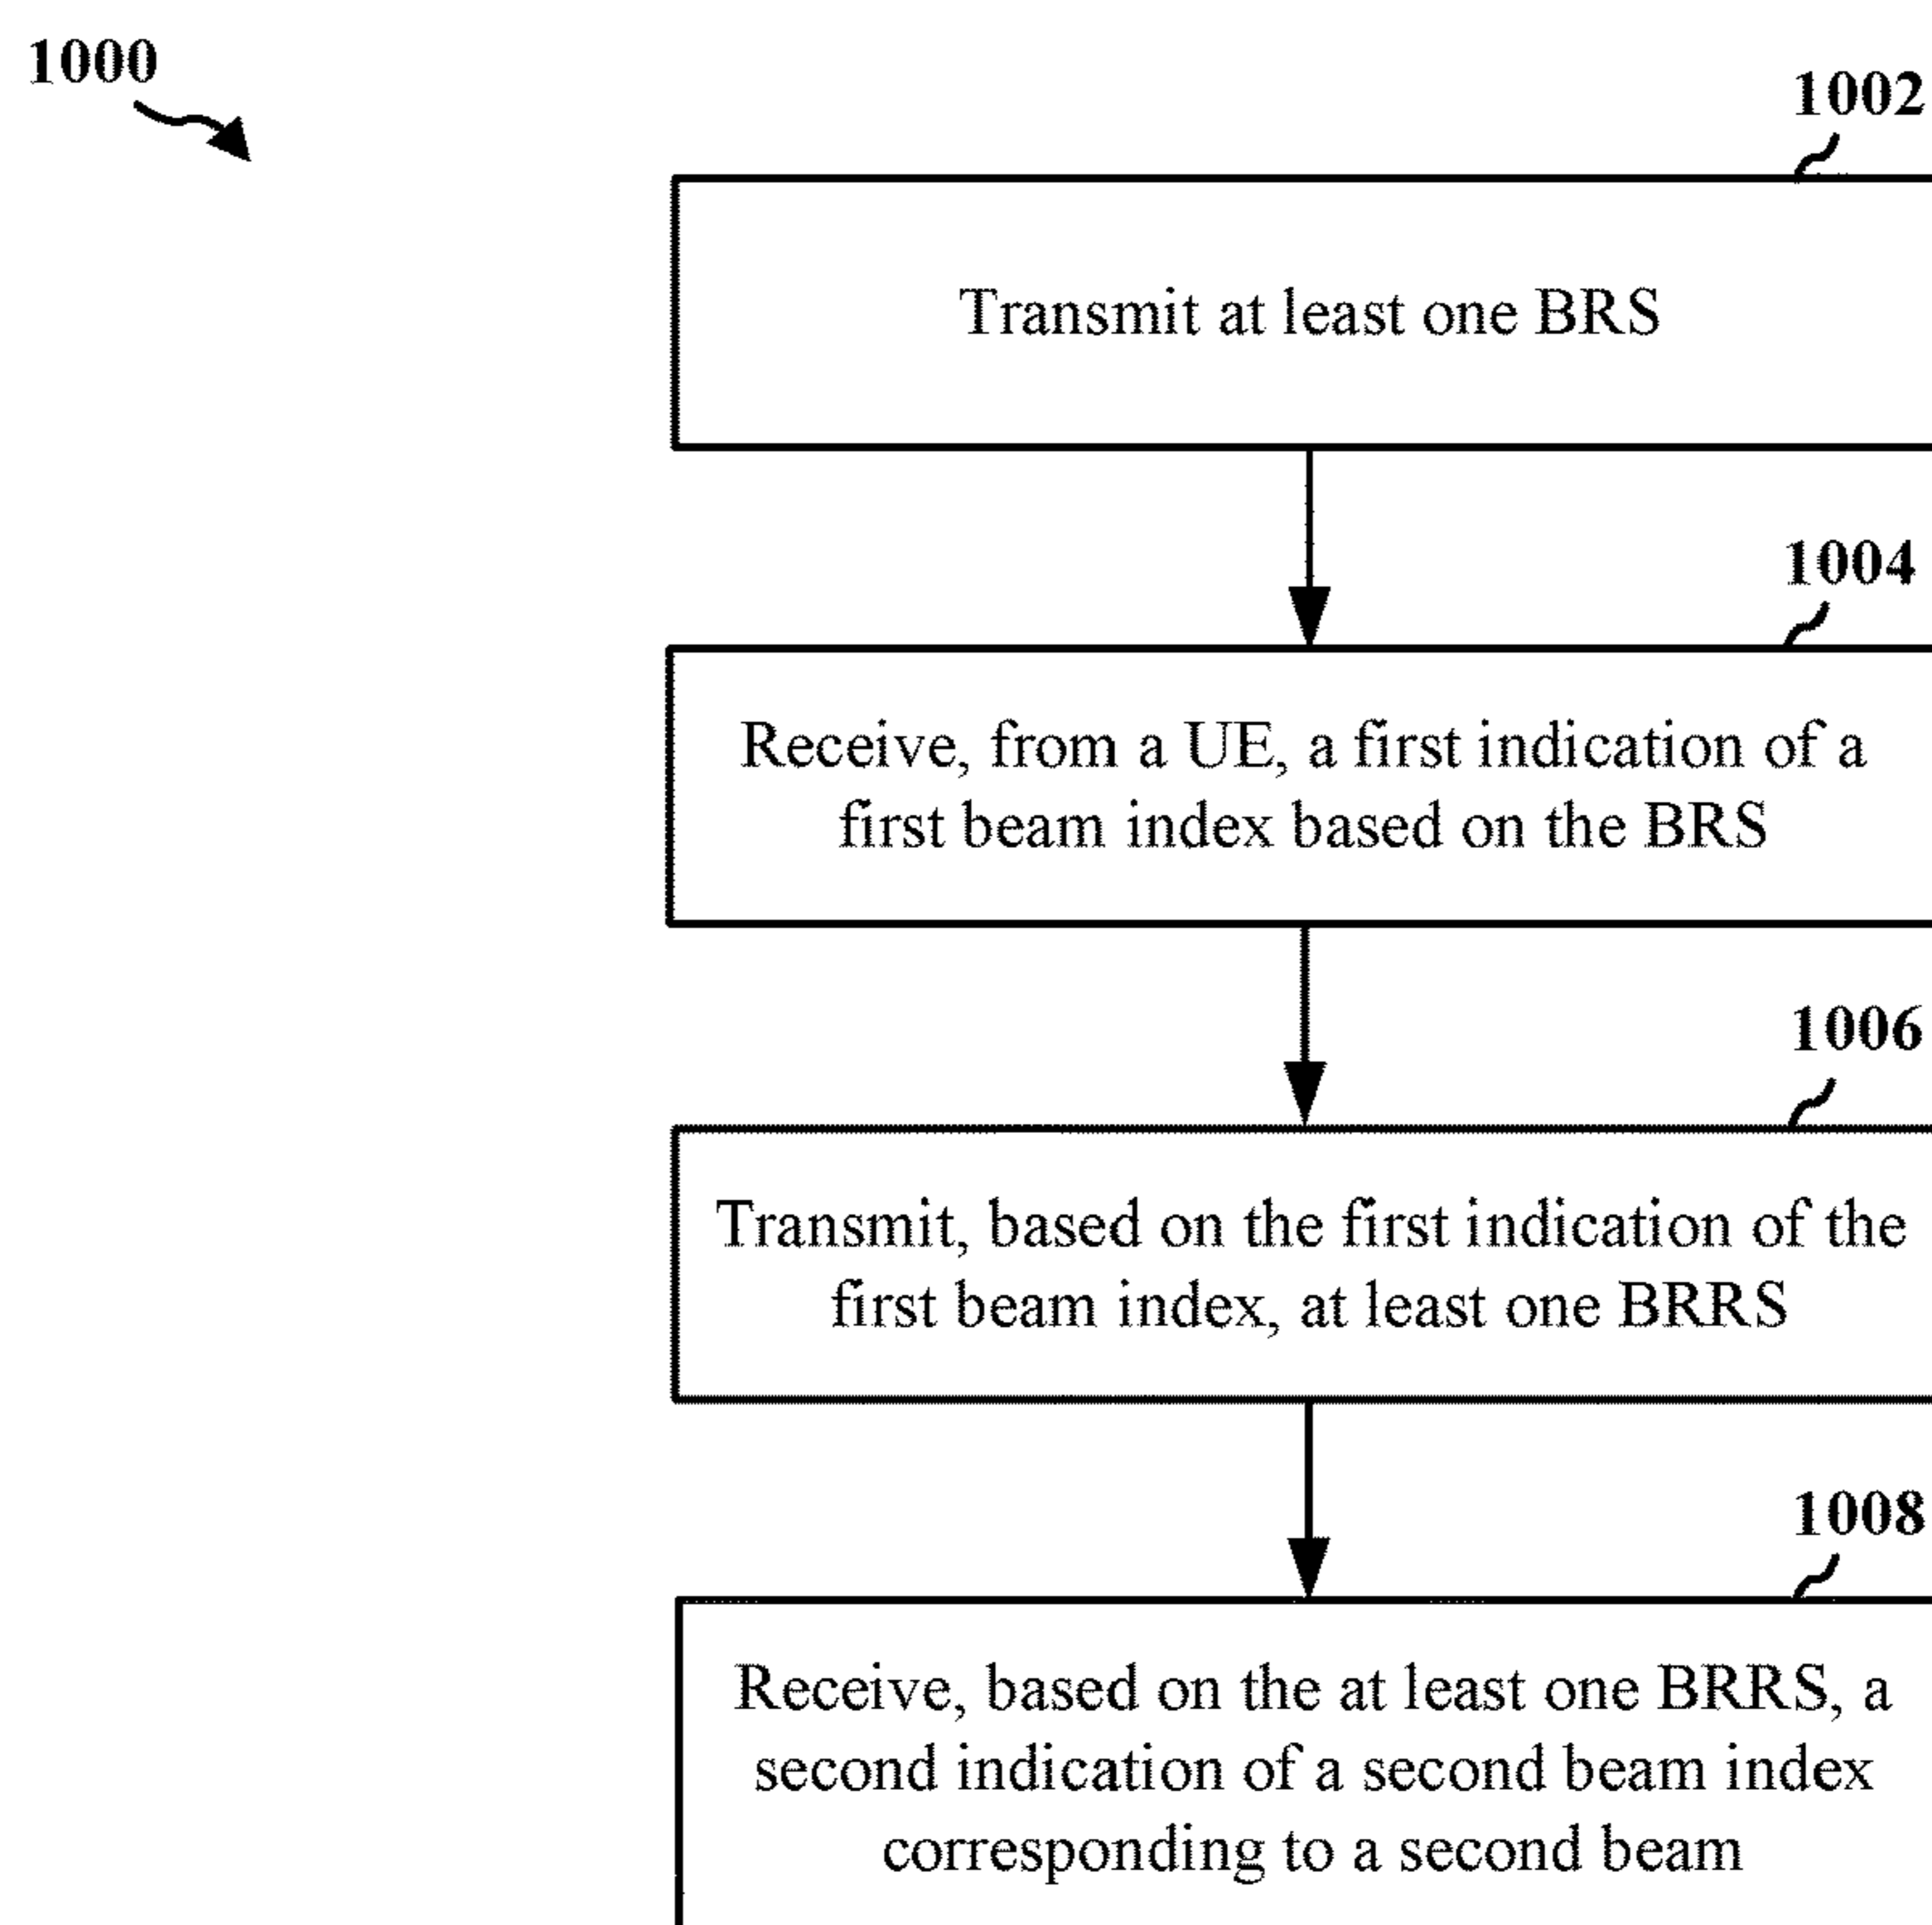 1000
1002
Transmit at least one BRS
1004
Receive, from a UE, a first indication of a
first beam index based on the BRS
1006
Transmit, based on the first indication of the
first beam index, at least one BRRS
1008
Receive, based on the at least one BRRS, a
second indication of a second beam index
corresponding to a second beam